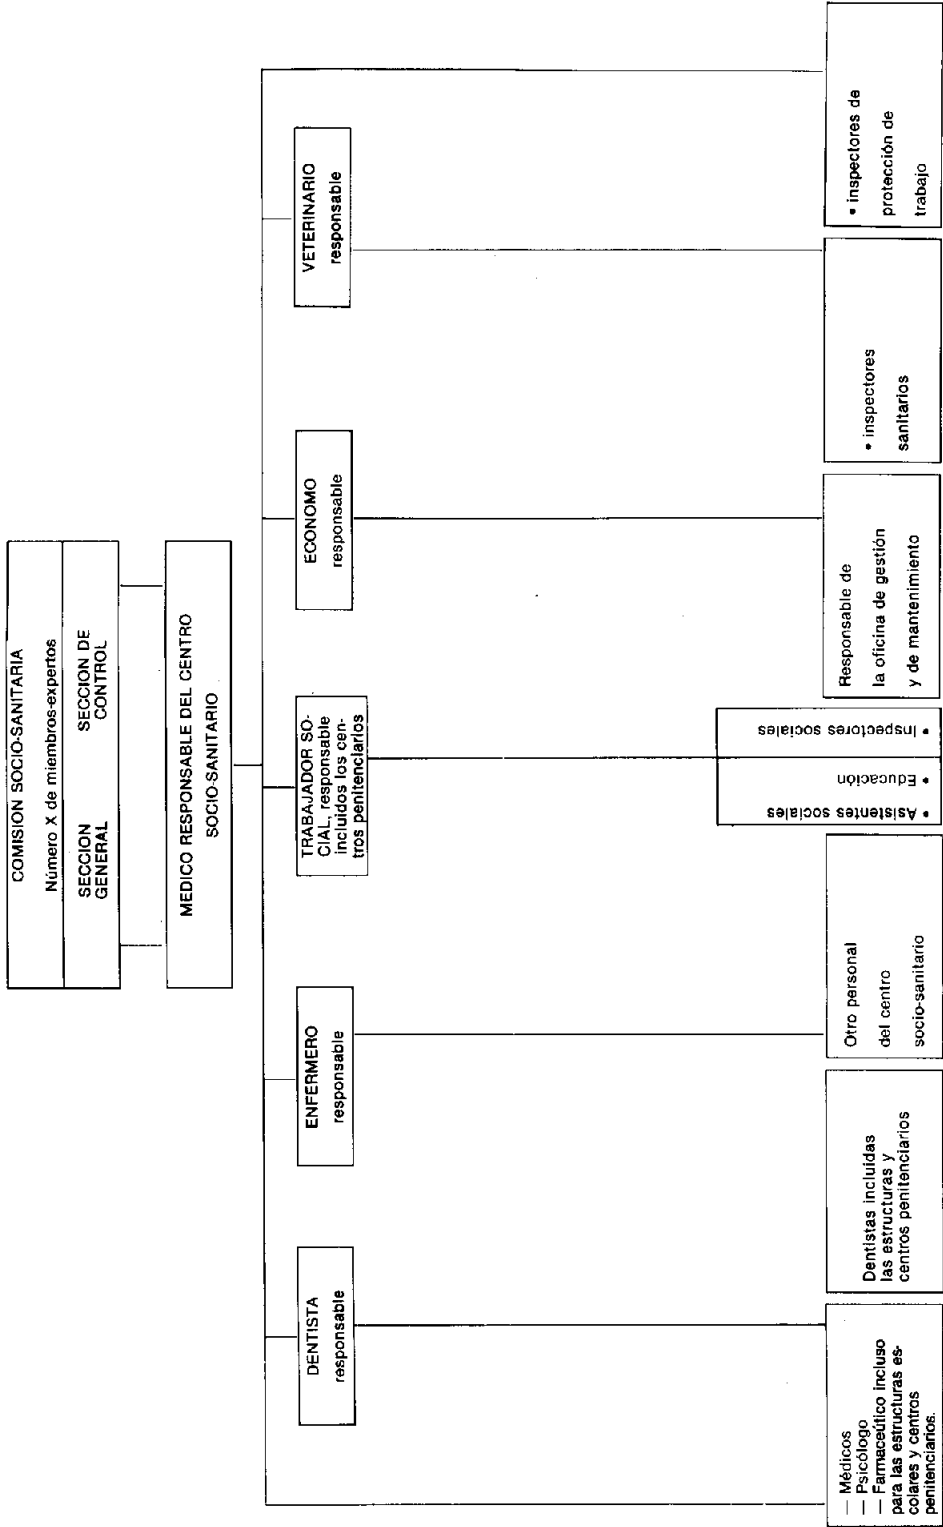 COMISION SOCIO-SANITARIA
Número X de miembros-expertos
SECCION
GENERAL
SECCION DE
CONTROL
MEDICO RESPONSABLE DEL CENTRO
SOCIO-SANITARIO
DENTISTA
responsable
ENFERMERO
responsable
TRABAJADOR SO-
CIAL, responsable
incluidos los cen-
tros penitenciarios
ECONOMO
responsable
VETERINARIO
responsable
— Médicos
— Psicólogo
— Farmaceútico incluso
para las estructuras es-
colares y centros
penitenciarios.
Dentistas incluidas
las estructuras y
centros penitenciarios
Otro personal
del centro
socio-sanitario
• Asistentes sociales
• Educación
• Inspectores sociales
Responsable de
la oficina de gestión
y de mantenimiento
• inspectores
sanitarios
• inspectores de
protección de
trabajo